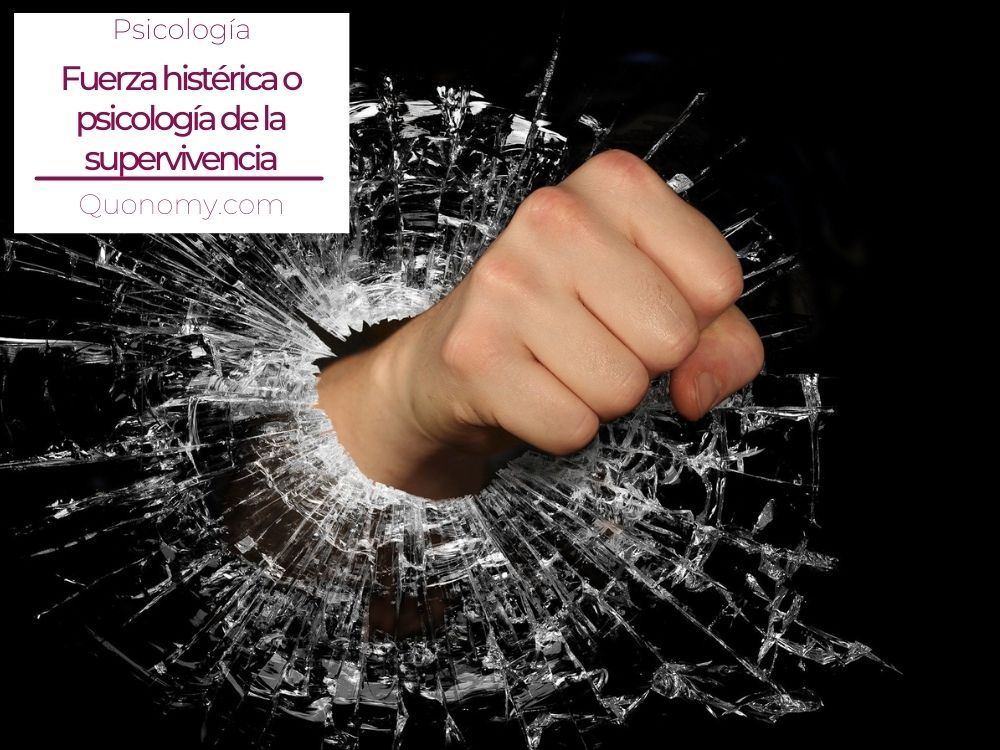 Psicología
Fuerza histérica o
psicología de la
supervivencia
Quonomy.com